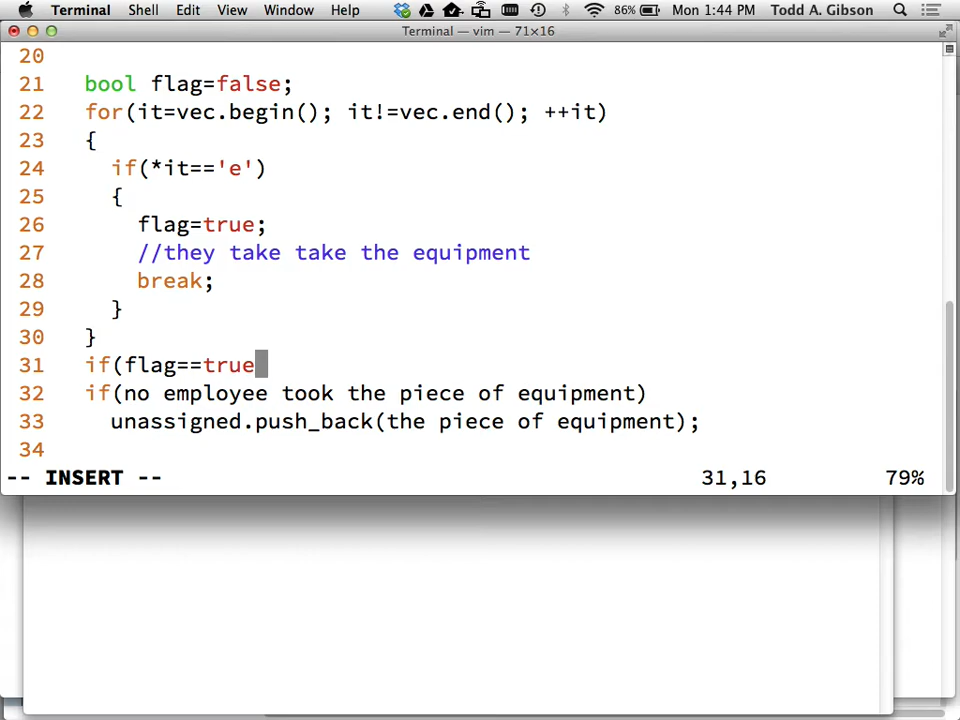 Terminal Shell Edit View Window Help 86% Mon 1:44 PM Todd A. Gibson
Terminal — vim — 71×16
20
21 bool flag=false;
22 for(it=vec.begin(); it!=vec.end(); ++it)
23 {
24 if(*it=='e')
25 {
26 flag=true;
27 //they take take the equipment
28 break;
29 }
30 }
31 if(flag==true
32 if(no employee took the piece of equipment)
33 unassigned.push_back(the piece of equipment);
34
-- INSERT -- 31,16 79%